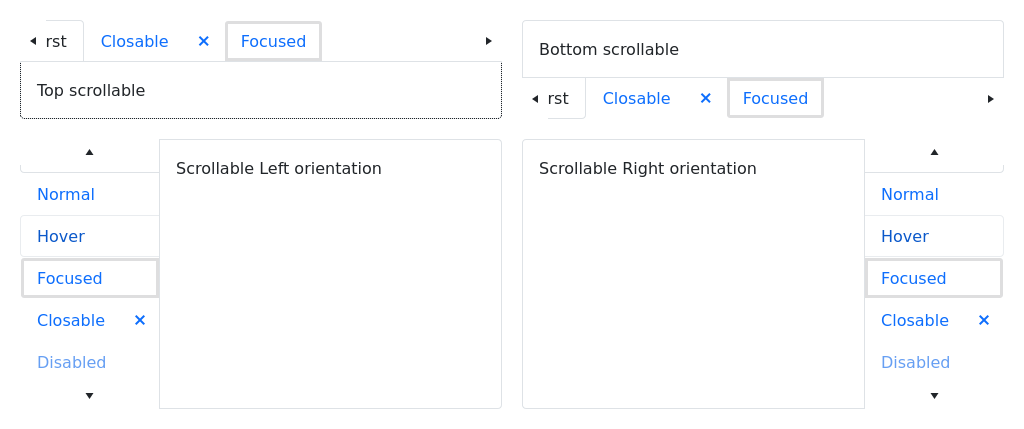 rst Closable Focused
Top scrollable
Bottom scrollable
rst Closable Focused
Scrollable Left orientation
Normal
Hover
Focused
Closable
Disabled
Scrollable Right orientation
Normal
Hover
Focused
Closable
Disabled